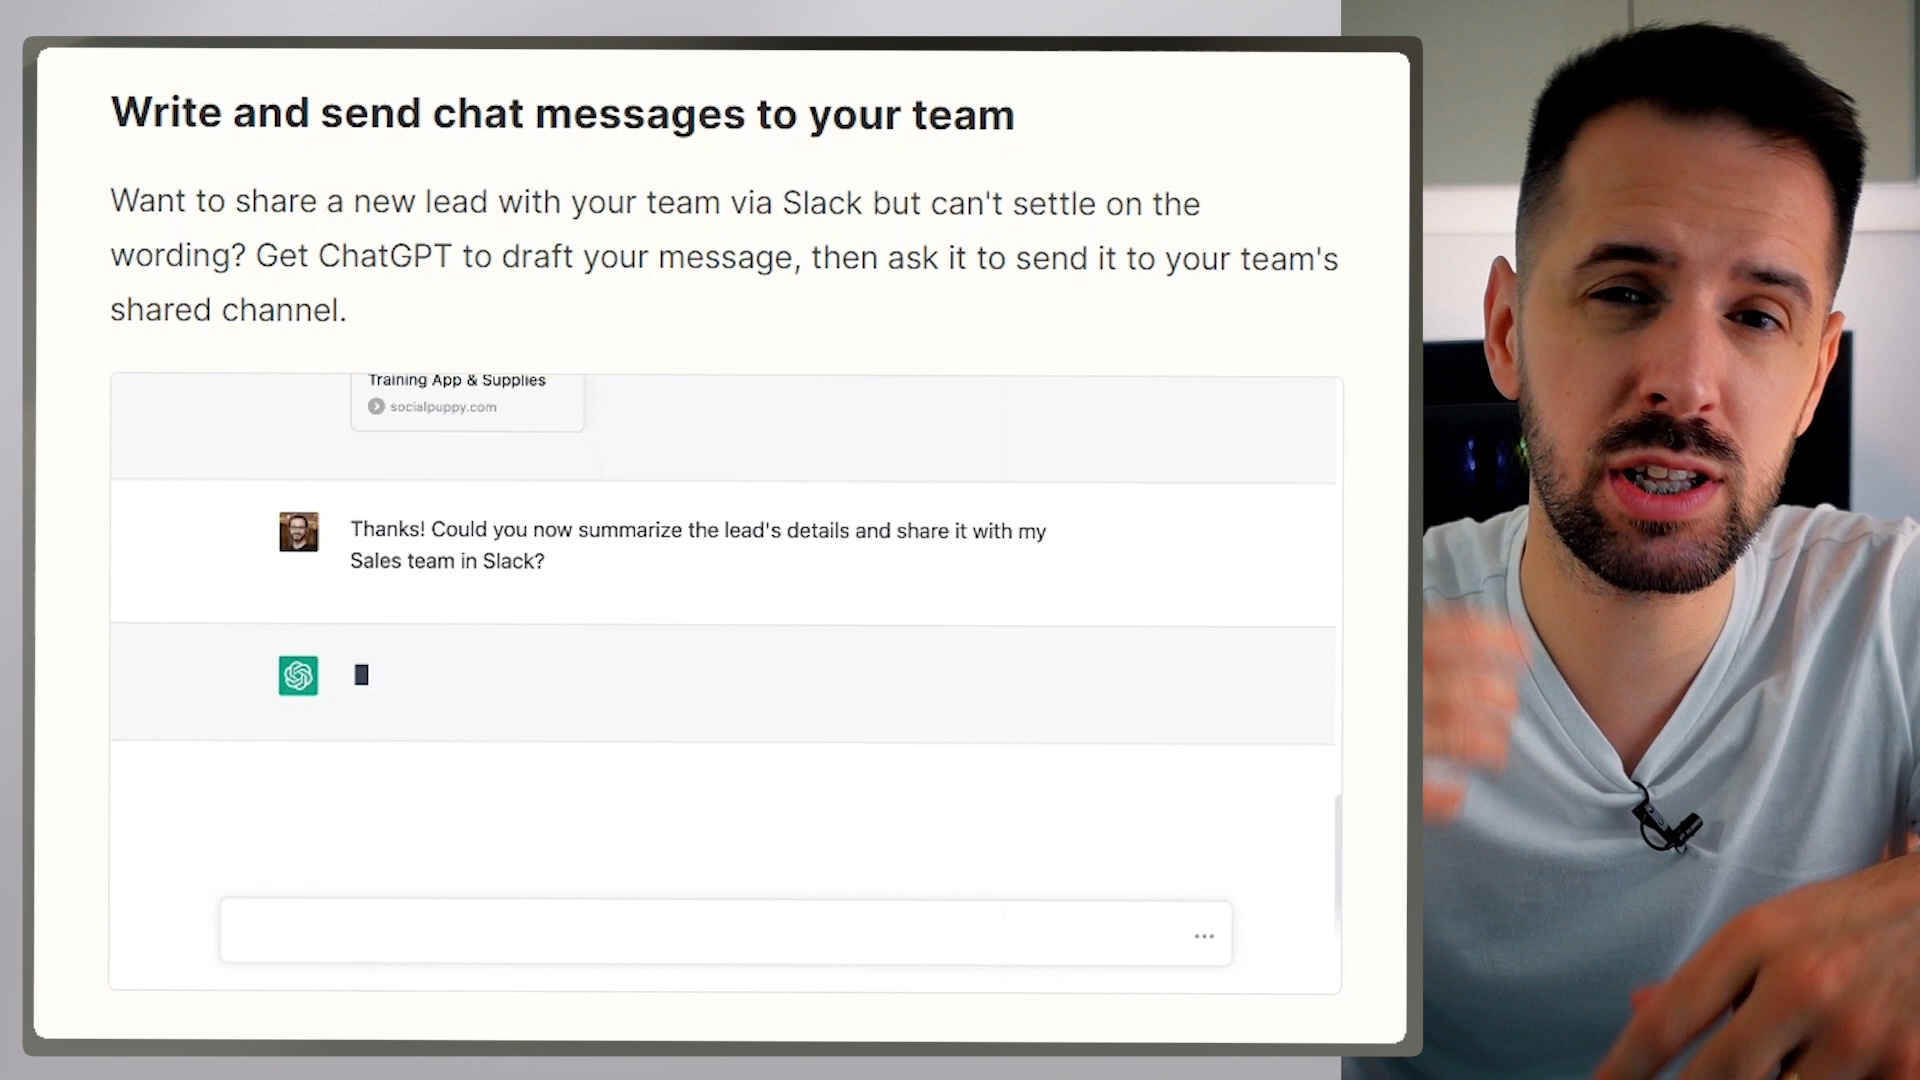 Write and send chat messages to your team
Want to share a new lead with your team via Slack but can't settle on the
wording? Get ChatGPT to draft your message, then ask it to send it to your team's
shared channel.
Training App & Supplies
socialpuppy.com
Thanks! Could you now summarize the lead's details and share it with my
Sales team in Slack?